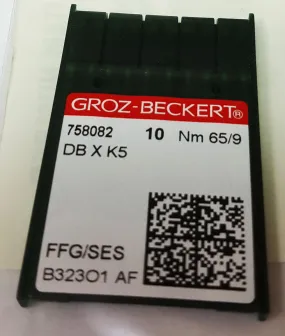 GROZ-BECKERT®
758082 10 Nm 65/9
DB X K5
FFG/SES
B323O1 AF